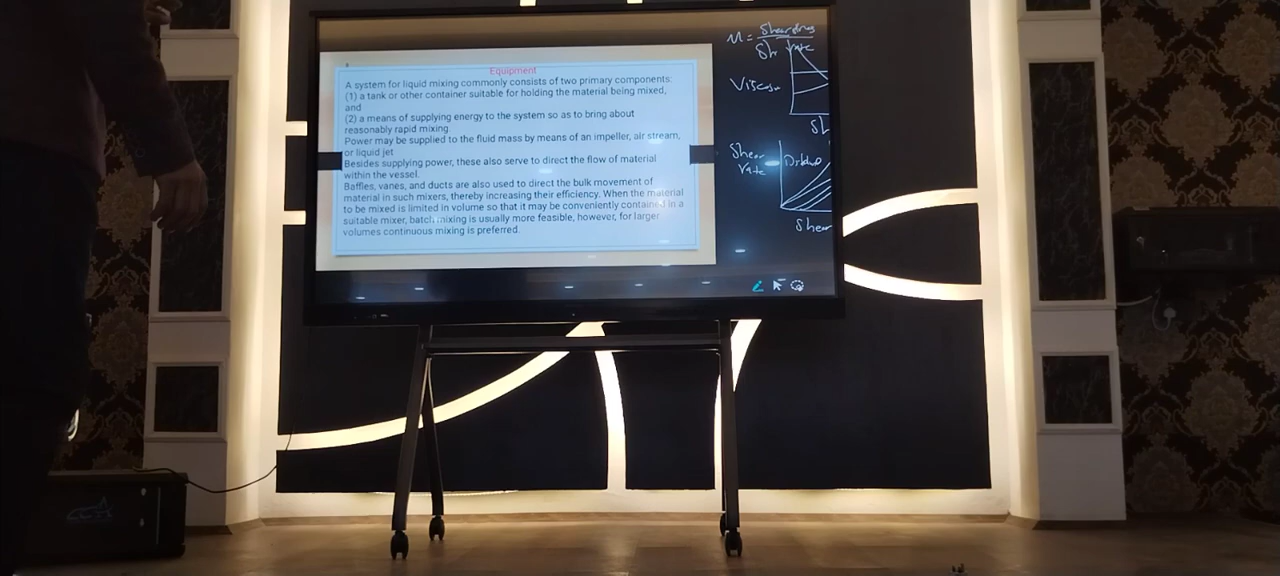 Equipment
A system for liquid mixing commonly consists of two primary components:
(1) a tank or other container suitable for holding the material being mixed,
and
(2) a means of supplying energy to the system so as to bring about
reasonably rapid mixing
Power may be supplied to the fluid mass by means of an impeller, air stream,
or liquid jet
Besides supplying power, these also serve to direct the flow of material
within the vessel.
Baffles, vanes, and ducts are also used to direct the bulk movement of
material in such mixers, thereby increasing their efficiency. When the material
to be mixed is limited in volume so that it may be conveniently contained in a
suitable mixer, batch mixing is usually more feasible, however, for larger
volumes continuous mixing is preferred.
Sh rate
Sh
Shear
rate
Shear